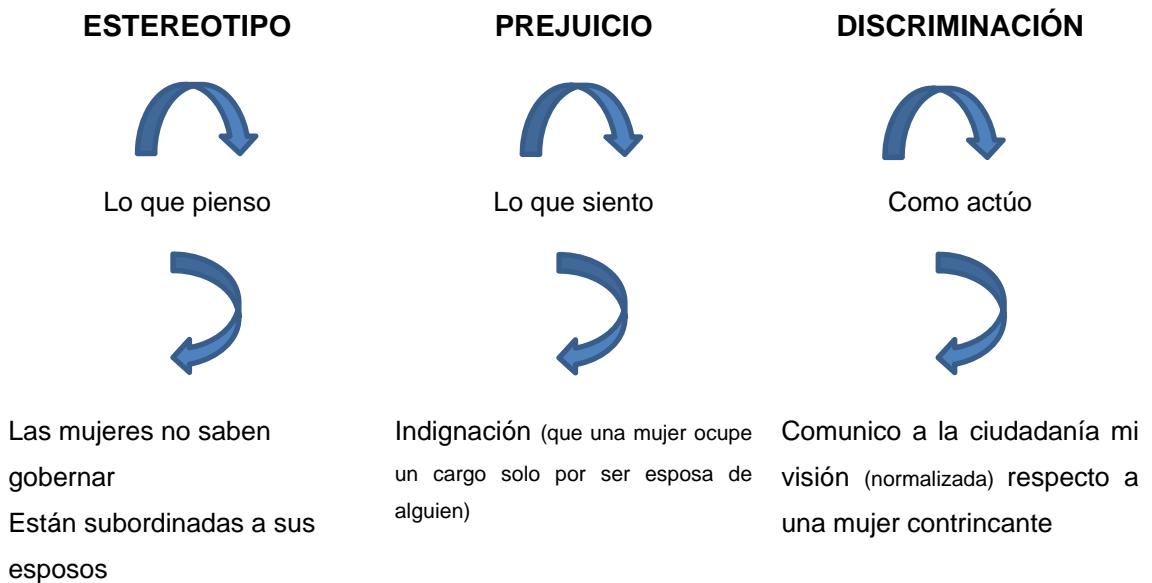 ESTEREOTIPO
PREJUICIO
DISCRIMINACIÓN
Lo que pienso
Lo que siento
Como actúo
Las mujeres no saben
gobernar
Están subordinadas a sus
esposos
Indignación (que una mujer ocupe
un cargo solo por ser esposa de
alguien)
Comunico a la ciudadanía mi
visión (normalizada) respecto a
una mujer contrincante